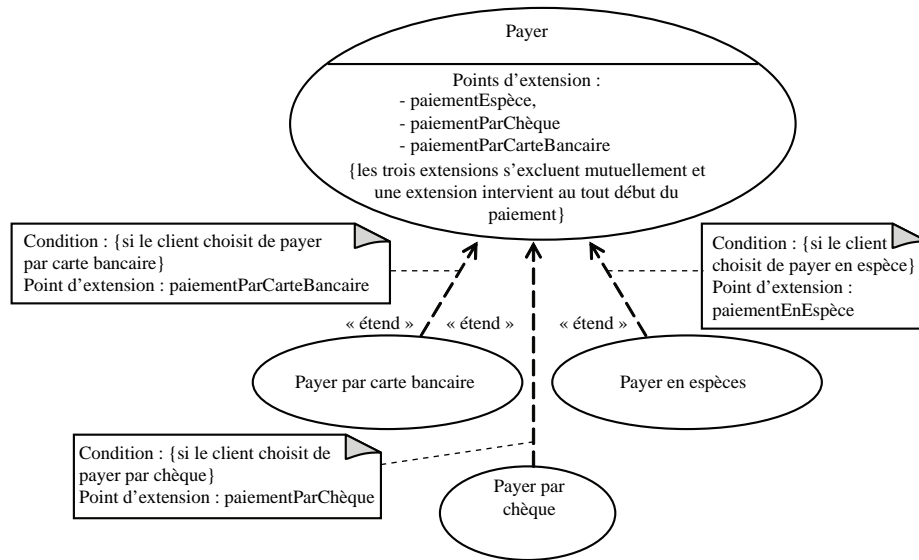 Payer
Points d’extension :
- paiementEspèce,
- paiementParChèque
- paiementParCarteBancaire
{les trois extensions s’excluent mutuellement et
une extension intervient au tout début du
paiement}
Condition : {si le client choisit de payer
par carte bancaire}
Point d’extension : paiementParCarteBancaire
Condition : {si le client
choisit de payer en espèce}
Point d’extension :
paiementEnEspèce
« étend »
« étend »
« étend »
Payer par carte bancaire
Payer en espèces
Condition : {si le client choisit de
payer par chèque}
Point d’extension : paiementParChèque
Payer par
chèque